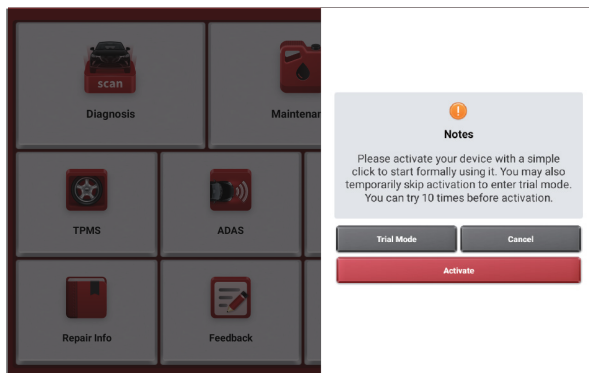 scan
Diagnosis
Maintenan
TPMS
ADAS
Repair Info
Feedback
Notes
Please activate your device with a simple
click to start formally using it. You may also
temporarily skip activation to enter trial mode.
You can try 10 times before activation.
Trial Mode
Cancel
Activate